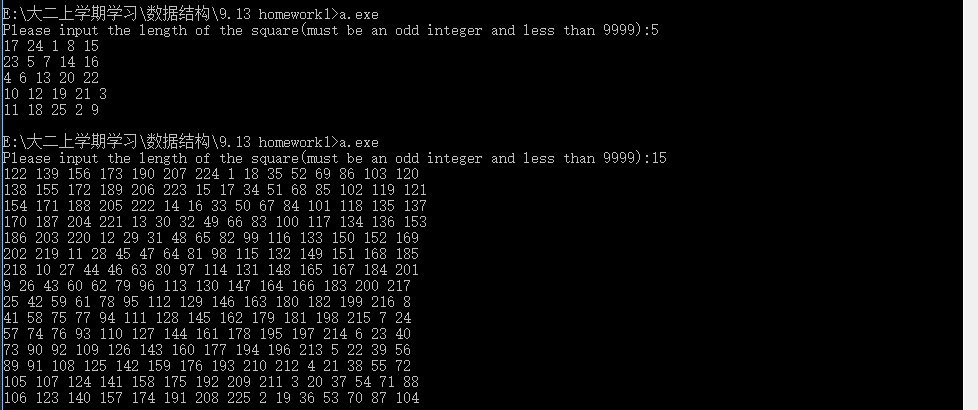 E:\大二上学期学习\数据结构\9.13 homework1>a.exe
Please input the length of the square(must be an odd integer and less than 9999):5
17 24 1 8 15
23 5 7 14 16
4 6 13 20 22
10 12 19 21 3
11 18 25 2 9
E:\大二上学期学习\数据结构\9.13 homework1>a.exe
Please input the length of the square(must be an odd integer and less than 9999):15
122 139 156 173 190 207 224 1 18 35 52 69 86 103 120
138 155 172 189 206 223 15 17 34 51 68 85 102 119 121
154 171 188 205 222 14 16 33 50 67 84 101 118 135 137
170 187 204 221 13 30 32 49 66 83 100 117 134 136 153
186 203 220 12 29 31 48 65 82 99 116 133 150 152 169
202 219 11 28 45 47 64 81 98 115 132 149 151 168 185
218 10 27 44 46 63 80 97 114 131 148 165 167 184 201
9 26 43 60 62 79 96 113 130 147 164 166 183 200 217
25 42 59 61 78 95 112 129 146 163 180 182 199 216 8
41 58 75 77 94 111 128 145 162 179 181 198 215 7 24
57 74 76 93 110 127 144 161 178 195 197 214 6 23 40
73 90 92 109 126 143 160 177 194 196 213 5 22 39 56
89 91 108 125 142 159 176 193 210 212 4 21 38 55 72
105 107 124 141 158 175 192 209 211 3 20 37 54 71 88
106 123 140 157 174 191 208 225 2 19 36 53 70 87 104